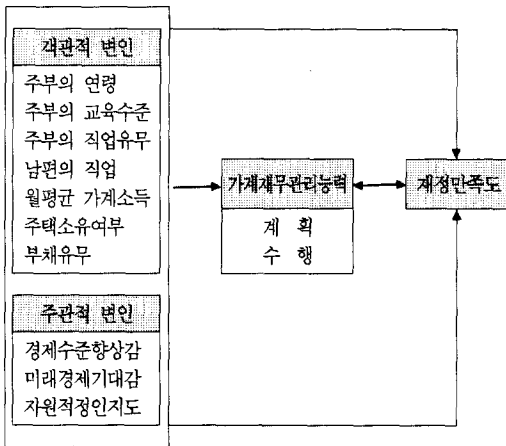 객관적 변인
주부의 연령
주부의 교육수준
주부의 직업유무
남편의 직업
월평균 가계소득
주택소유여부
부채유무
가계재무관리능력
계 획
수 행
재정만족도
주관적 변인
경제수준향상감
미래경제기대감
자원적정인지도